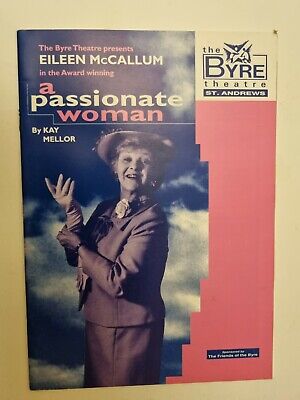 The Byre Theatre presents
EILEEN McCALLUM
in the Award winning
a
passionate
woman
By KAY
MELLOR
the
BYRE
theatre
ST. ANDREWS
Sponsored by
The Friends of the Byre